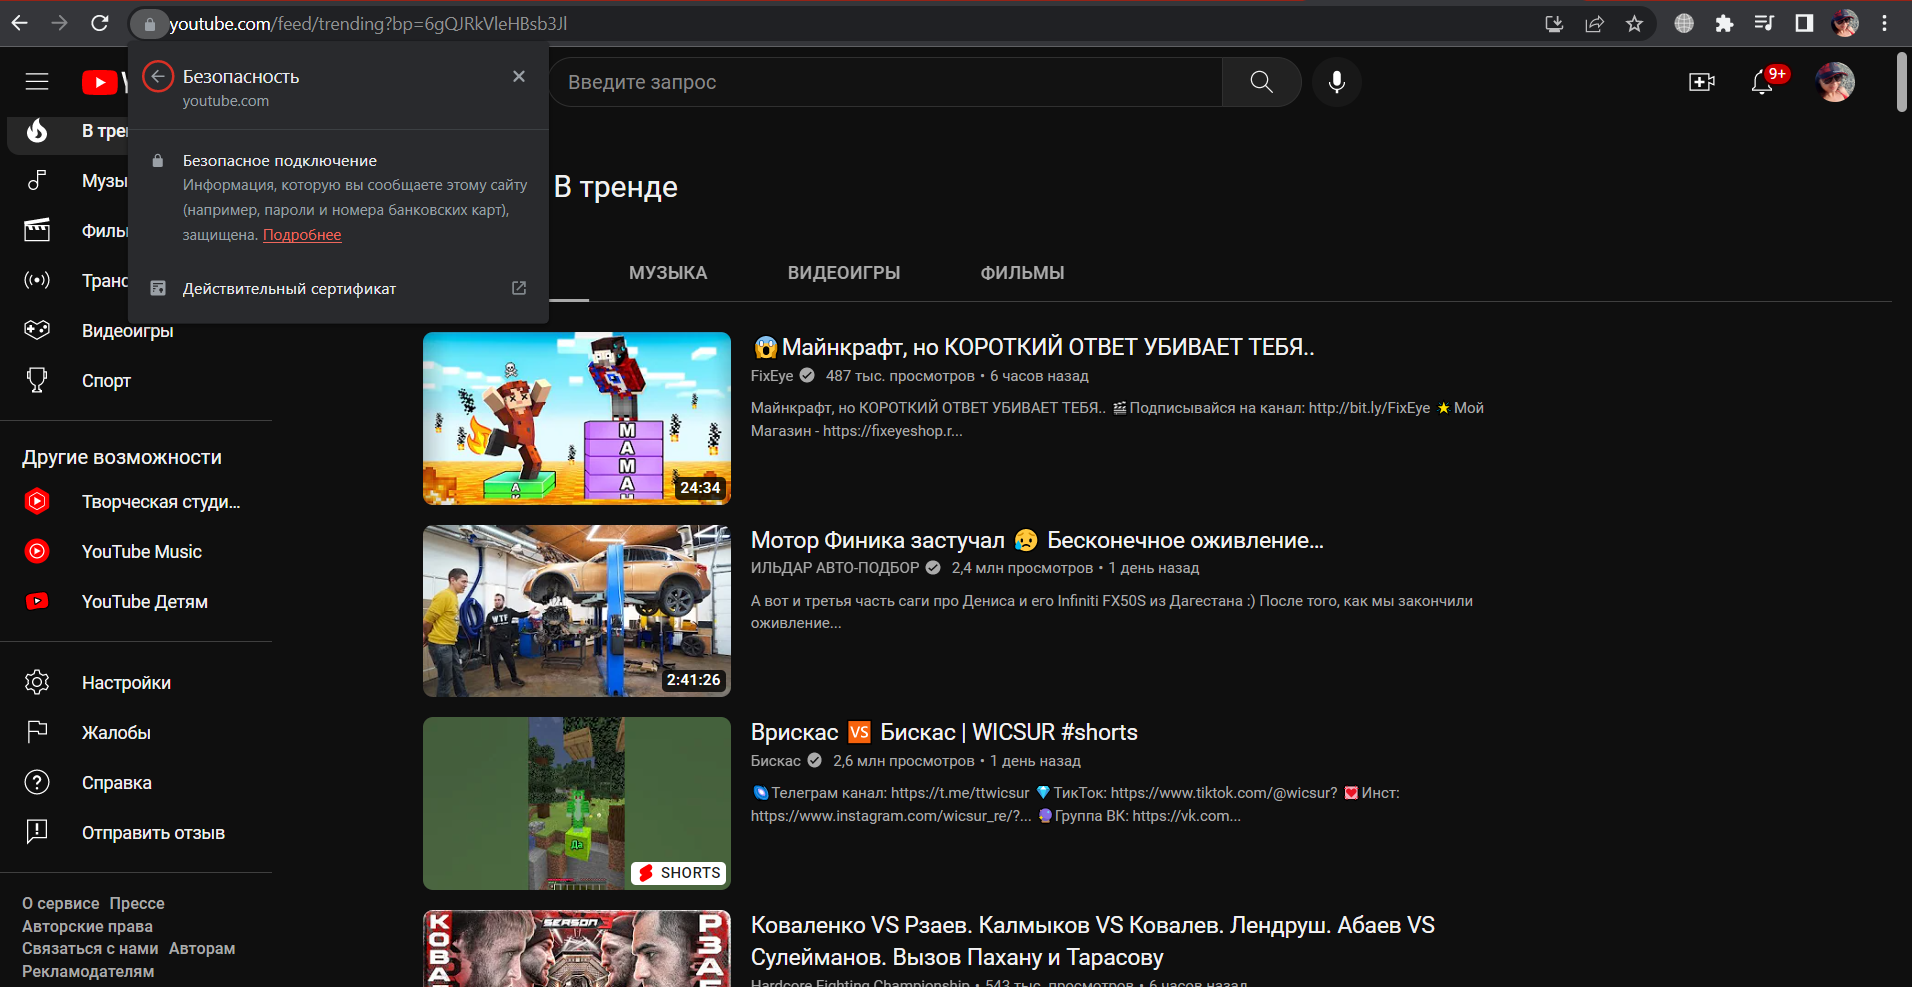 youtube.com/feed/trending?bp=6gQJRkVleHBsb3Jl
Безопасность
youtube.com
Безопасное подключение
Информация, которую вы сообщаете этому сайту
(например, пароли и номера банковских карт),
защищена. Подробнее
Действительный сертификат
Введите запрос
9+
В тре
Музы
Филь
Транс
Видеоигры
Спорт
Другие возможности
Творческая студи...
YouTube Music
YouTube Детям
Настройки
Жалобы
Справка
Отправить отзыв
О сервисе Прессе
Авторские права
Связаться с нами Авторам
Рекламодателям
В тренде
МУЗЫКА ВИДЕОИГРЫ ФИЛЬМЫ
МАМАН
АК
24:34
😱Майнкрафт, но КОРОТКИЙ ОТВЕТ УБИВАЕТ ТЕБЯ..
FixEye 487 тыс. просмотров • 6 часов назад
Майнкрафт, но КОРОТКИЙ ОТВЕТ УБИВАЕТ ТЕБЯ.. 🎬Подписывайся на канал: http://bit.ly/FixEye 🌟Мой
Магазин - https://fixeyeshop.r...
WTF
2:41:26
Мотор Финика застучал 😥 Бесконечное оживление...
ИЛЬДАР АВТО-ПОДБОР 2,4 млн просмотров • 1 день назад
А вот и третья часть саги про Дениса и его Infiniti FX50S из Дагестана :) После того, как мы закончили
оживление...
Да
SHORTS
Врискас 🆚 Бискас | WICSUR #shorts
Бискас 2,6 млн просмотров • 1 день назад
🌀Телеграм канал: https://t.me/ttwicsur 💎ТикТок: https://www.tiktok.com/@wicsur? 💟Инст:
https://www.instagram.com/wicsur_re/?... 🔮Группа ВК: https://vk.com...
КОВА
SEASON 3
РЗАЕ
Коваленко VS Рзаев. Калмыков VS Ковалев. Лендруш. Абаев VS
Сулейманов. Вызов Пахану и Тарасову
Hardcore Fighting Championship • 543 тыс. просмотров • 6 часов назад